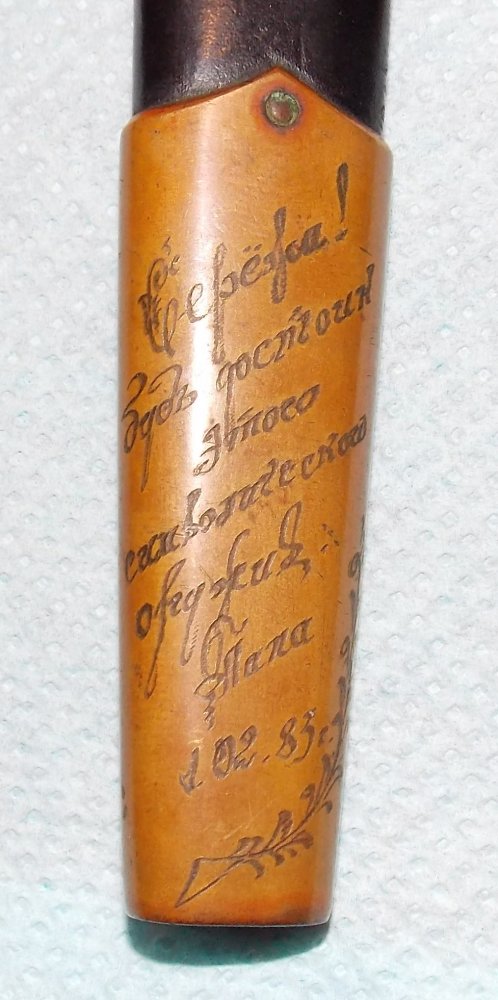 Серёжа!
Будь достоин
этого
символического
оружия.
Папа
1.02.83г.